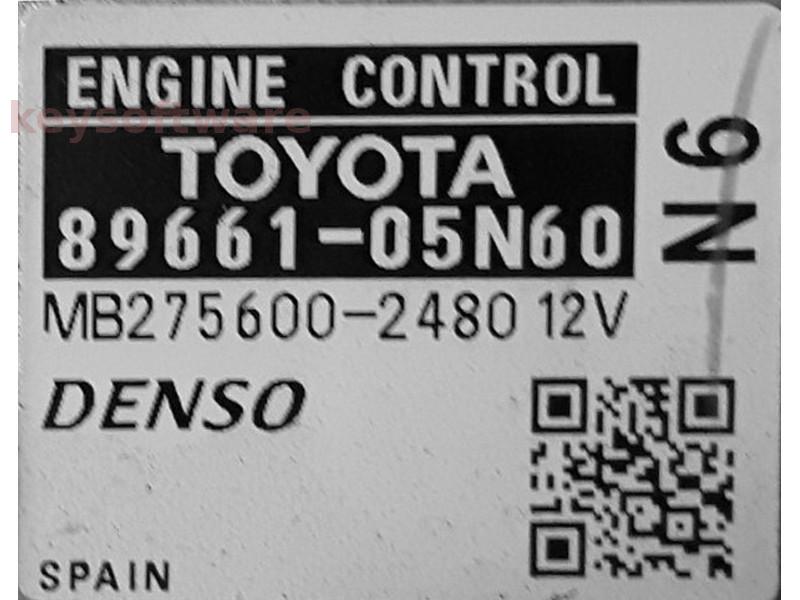 ENGINE CONTROL
keysoftware
TOYOTA
89661-05N60
N6
MB275600-2480 12V
DENSO
SPAIN